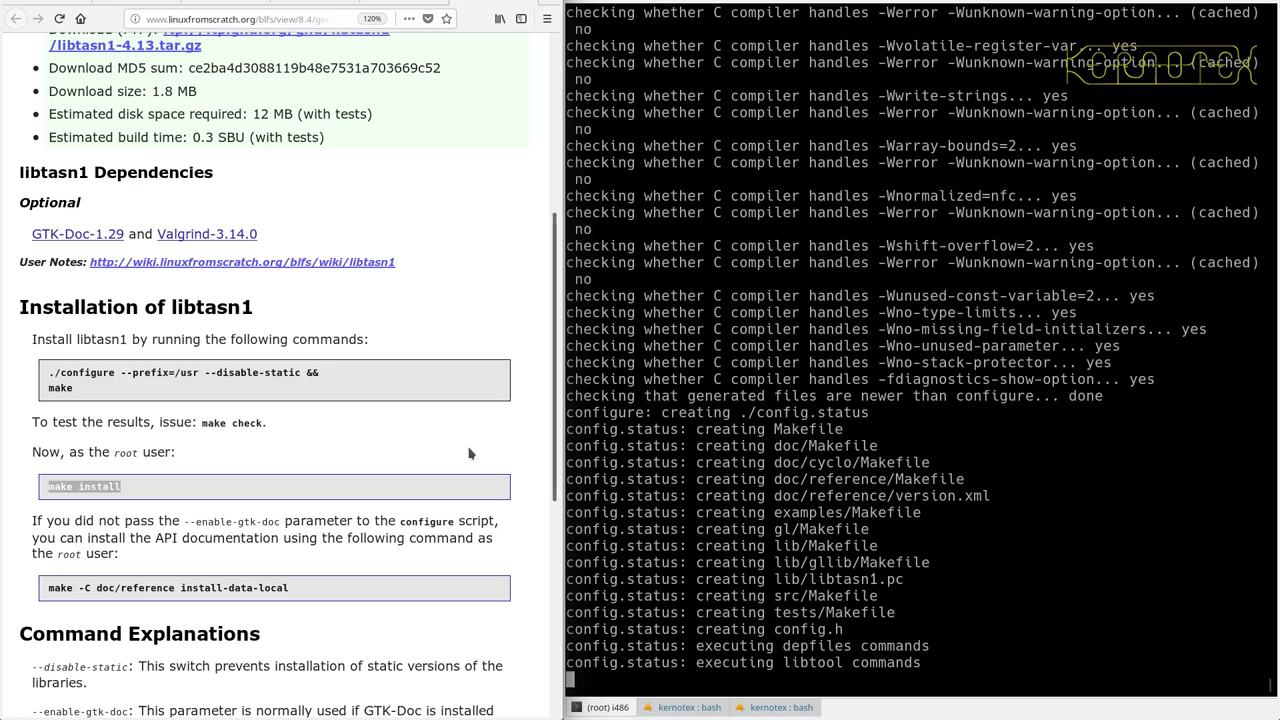 www.linuxfromscratch.org/blfs/view/8.4/gen
120%
/libtasn1-4.13.tar.gz
Download MD5 sum: ce2ba4d3088119b48e7531a703669c52
Download size: 1.8 MB
Estimated disk space required: 12 MB (with tests)
Estimated build time: 0.3 SBU (with tests)
libtasn1 Dependencies
Optional
GTK-Doc-1.29 and Valgrind-3.14.0
User Notes: http://wiki.linuxfromscratch.org/blfs/wiki/libtasn1
Installation of libtasn1
Install libtasn1 by running the following commands:
./configure --prefix=/usr --disable-static &&
make
To test the results, issue: make check.
Now, as the root user:
make install
If you did not pass the --enable-gtk-doc parameter to the configure script,
you can install the API documentation using the following command as
the root user:
make -C doc/reference install-data-local
Command Explanations
--disable-static: This switch prevents installation of static versions of the
libraries.
--enable-gtk-doc: This parameter is normally used if GTK-Doc is installed
checking whether C compiler handles -Werror -Wunknown-warning-option... (cached)
no
checking whether C compiler handles -Wvolatile-register-var... yes
checking whether C compiler handles -Werror -Wunknown-warning-option... (cached)
no
checking whether C compiler handles -Wwrite-strings... yes
checking whether C compiler handles -Werror -Wunknown-warning-option... (cached)
no
checking whether C compiler handles -Warray-bounds=2... yes
checking whether C compiler handles -Werror -Wunknown-warning-option... (cached)
no
checking whether C compiler handles -Wnormalized=nfc... yes
checking whether C compiler handles -Werror -Wunknown-warning-option... (cached)
no
checking whether C compiler handles -Wshift-overflow=2... yes
checking whether C compiler handles -Werror -Wunknown-warning-option... (cached)
no
checking whether C compiler handles -Wunused-const-variable=2... yes
checking whether C compiler handles -Wno-type-limits... yes
checking whether C compiler handles -Wno-missing-field-initializers... yes
checking whether C compiler handles -Wno-unused-parameter... yes
checking whether C compiler handles -Wno-stack-protector... yes
checking whether C compiler handles -fdiagnostics-show-option... yes
checking that generated files are newer than configure... done
configure: creating ./config.status
config.status: creating Makefile
config.status: creating doc/Makefile
config.status: creating doc/cyclo/Makefile
config.status: creating doc/reference/Makefile
config.status: creating doc/reference/version.xml
config.status: creating examples/Makefile
config.status: creating gl/Makefile
config.status: creating lib/Makefile
config.status: creating lib/gllib/Makefile
config.status: creating lib/libtasn1.pc
config.status: creating src/Makefile
config.status: creating tests/Makefile
config.status: creating config.h
config.status: executing depfiles commands
config.status: executing libtool commands
(root) i486
kernotex : bash
kernotex : bash